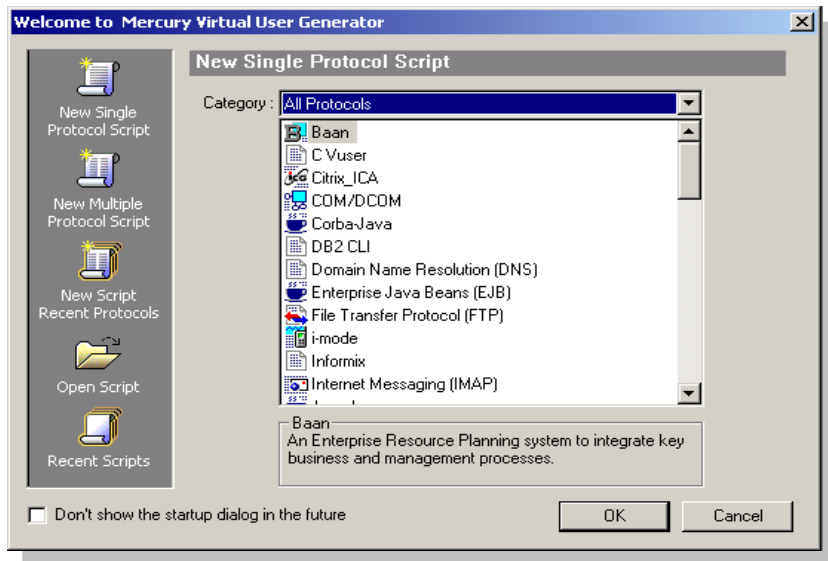 Welcome to Mercury Virtual User Generator
New Single
Protocol Script
New Multiple
Protocol Script
New Script
Recent Protocols
Open Script
Recent Scripts
New Single Protocol Script
Category :
All Protocols
Baan
C Vuser
Citrix_ICA
COM/DCOM
Corba-Java
DB2 CLI
Domain Name Resolution (DNS)
Enterprise Java Beans (EJB)
File Transfer Protocol (FTP)
i-mode
Informix
Internet Messaging (IMAP)
Baan
An Enterprise Resource Planning system to integrate key
business and management processes.
Don't show the startup dialog in the future
OK
Cancel